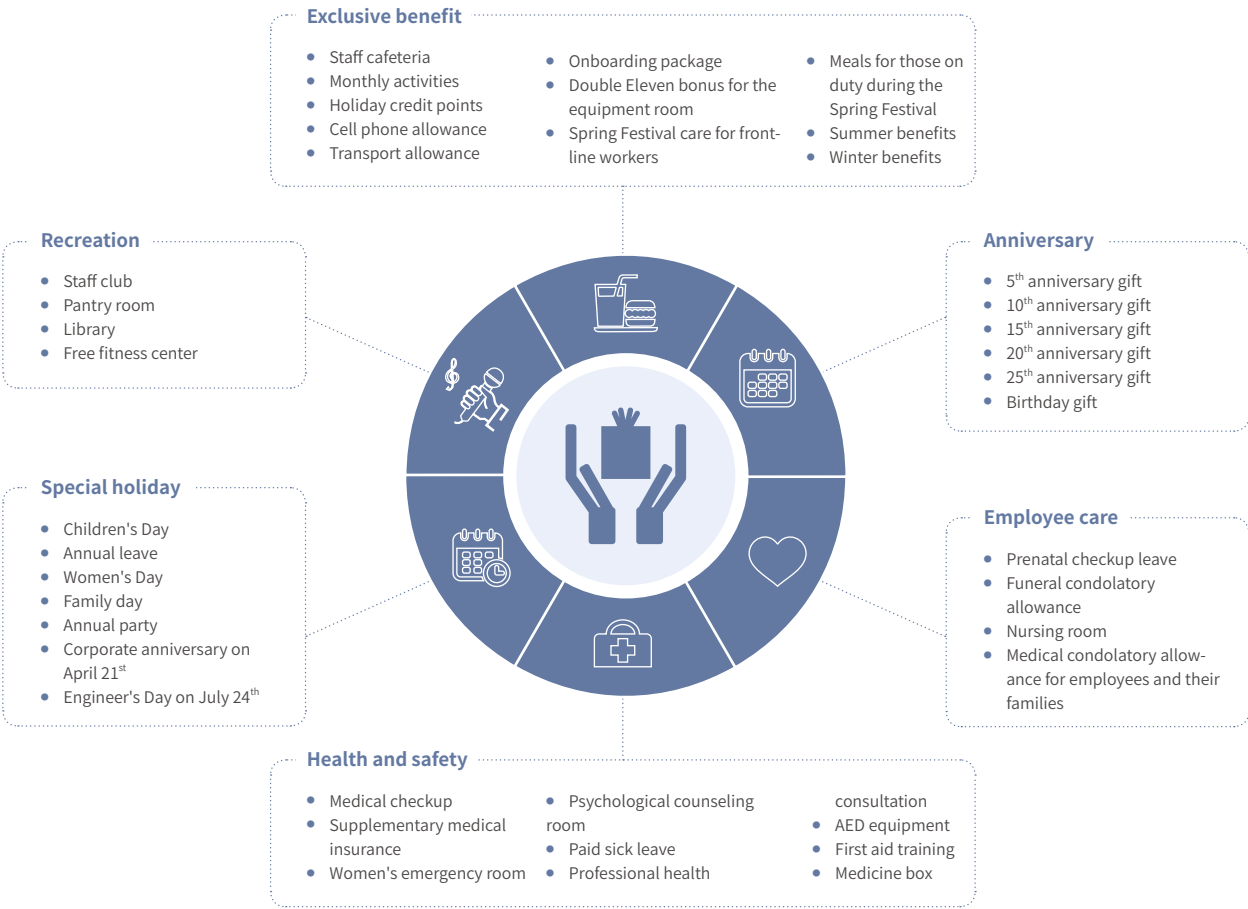 Exclusive benefit
Staff cafeteria
Monthly activities
Holiday credit points
Cell phone allowance
Transport allowance
Onboarding package
Double Eleven bonus for the
equipment room
Spring Festival care for front-
line workers
Meals for those on
duty during the
Spring Festival
Summer benefits
Winter benefits
Recreation
Staff club
Pantry room
Library
Free fitness center
Anniversary
5th anniversary gift
10th anniversary gift
15th anniversary gift
20th anniversary gift
25th anniversary gift
Birthday gift
Special holiday
Children's Day
Annual leave
Women's Day
Family day
Annual party
Corporate anniversary on
April 21st
Engineer's Day on July 24th
Employee care
Prenatal checkup leave
Funeral condolatory
allowance
Nursing room
Medical condolatory allow-
ance for employees and their
families
Health and safety
Medical checkup
Supplementary medical
insurance
Women's emergency room
Psychological counseling
room
Paid sick leave
Professional health
consultation
AED equipment
First aid training
Medicine box